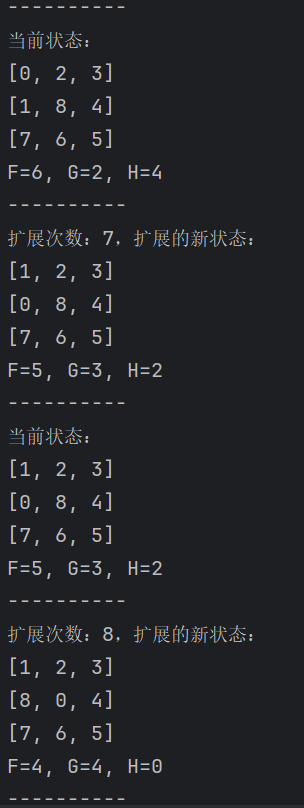 ----------
当前状态：
[0, 2, 3]
[1, 8, 4]
[7, 6, 5]
F=6, G=2, H=4
----------
扩展次数：7，扩展的新状态：
[1, 2, 3]
[0, 8, 4]
[7, 6, 5]
F=5, G=3, H=2
----------
当前状态：
[1, 2, 3]
[0, 8, 4]
[7, 6, 5]
F=5, G=3, H=2
----------
扩展次数：8，扩展的新状态：
[1, 2, 3]
[8, 0, 4]
[7, 6, 5]
F=4, G=4, H=0
----------